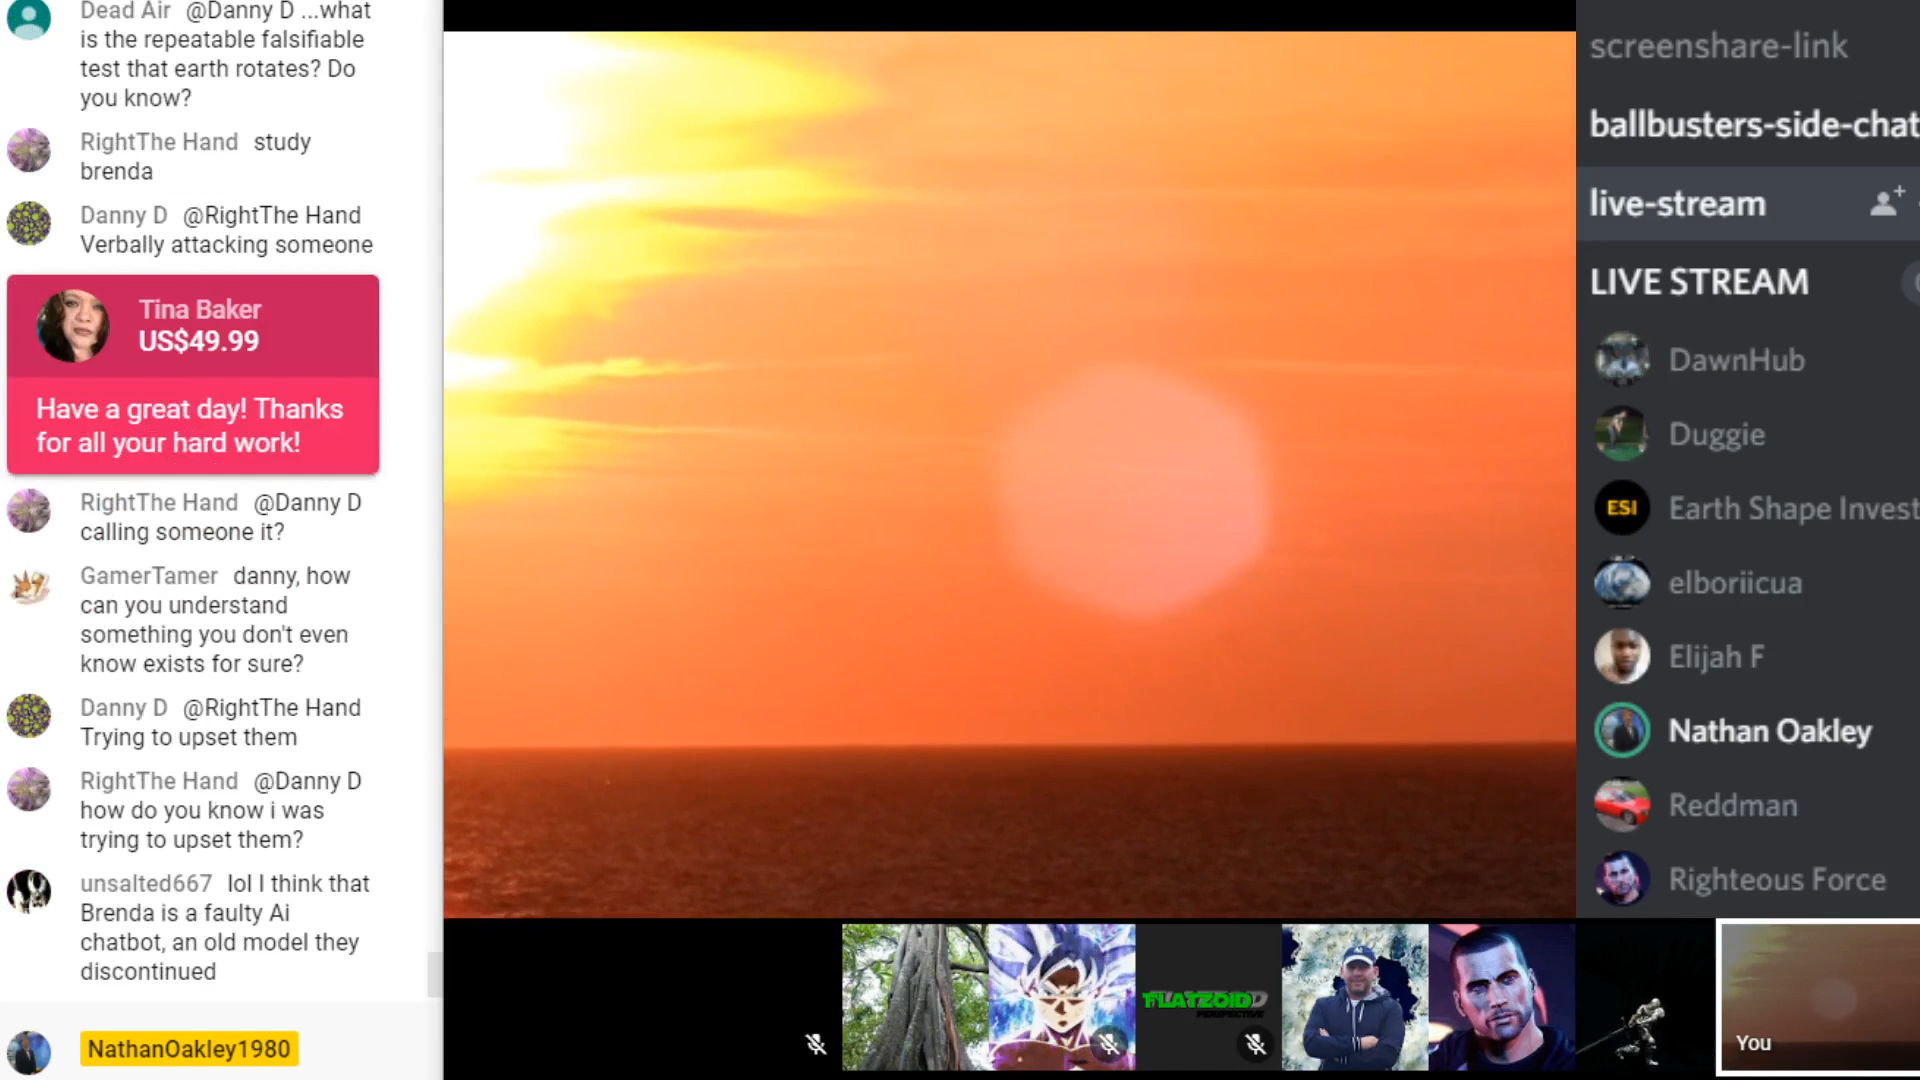 Dead Air @Danny D ...what
is the repeatable falsifiable
test that earth rotates? Do
you know?
RightThe Hand study
brenda
Danny D @RightThe Hand
Verbally attacking someone
Tina Baker
US$49.99
Have a great day! Thanks
for all your hard work!
RightThe Hand @Danny D
calling someone it?
GamerTamer danny, how
can you understand
something you don't even
know exists for sure?
Danny D @RightThe Hand
Trying to upset them
RightThe Hand @Danny D
how do you know i was
trying to upset them?
unsalted667 lol I think that
Brenda is a faulty Ai
chatbot, an old model they
discontinued
NathanOakley1980
screenshare-link
ballbusters-side-chat
live-stream
LIVE STREAM
DawnHub
Duggie
ESI
Earth Shape Invest
elboriicua
Elijah F
Nathan Oakley
Reddman
Righteous Force
FLATZOIDD
PERSPECTIVE
You